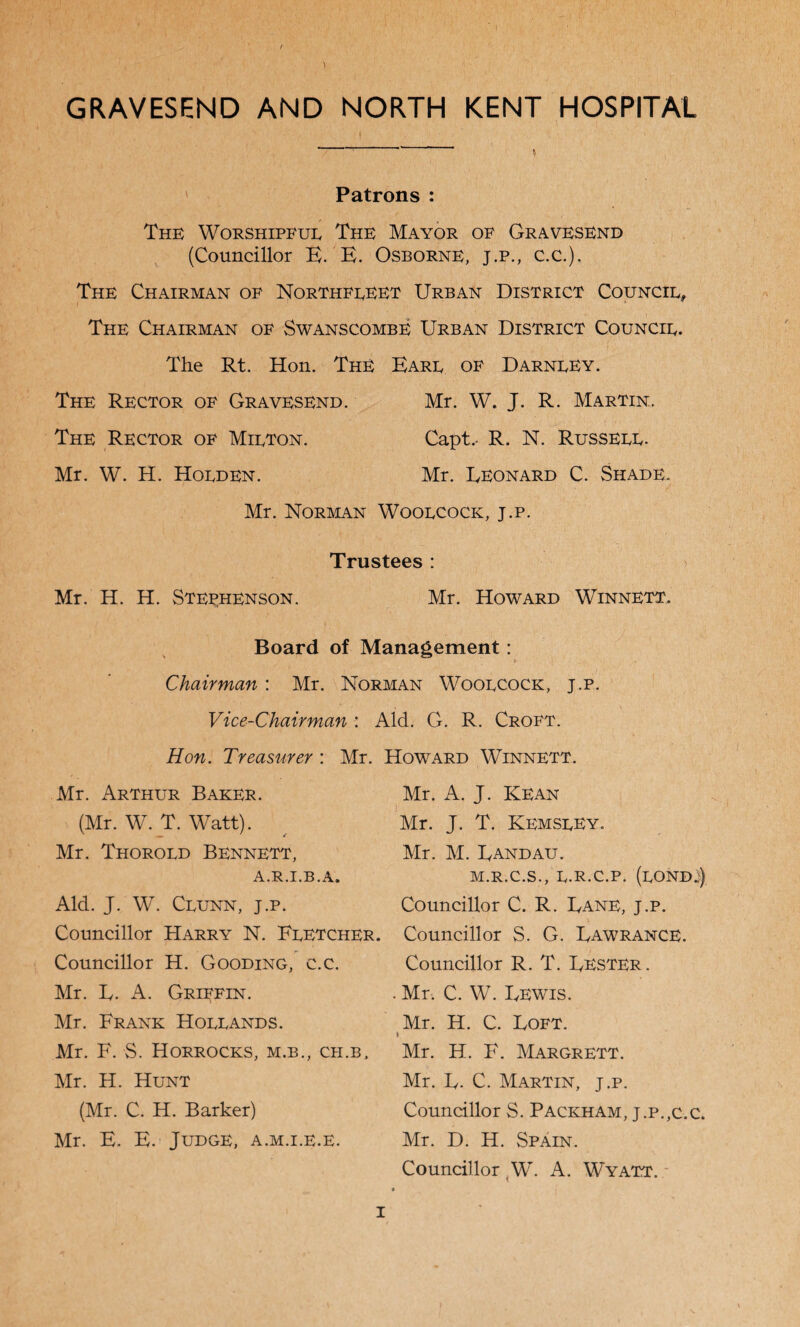 GRAVESEND AND NORTH KENT HOSPITAL
Patrons :
The Worshipful The Mayor of Gravesend
(Councillor E. E. Osborne, J.P., C.C.).
The Chairman of Northfleet Urban District Council,
The Chairman of Swanscombe Urban District Council.
The Rt. Hon. The Earl of Darnley.
The Rector of Gravesend. Mr. W. J. R. Martin.
The Rector of Milton. Capt. R. N. Russell.
Mr. W. H. Holden. Mr. Leonard C. Shade.
Mr. Norman Woolcock, J.P.
Trustees :
Mr. H. H. Stephenson. Mr. Howard Winnett.
Board of Management :
Chairman : Mr. Norman Woolcock, J.P.
Vice-Chairman : Ald. G. R. Croft.
Hon. Treasurer : Mr. Howard Winnett.
Mr. Arthur Baker.
(Mr. W. T. Watt).
Mr. Thorold Bennett,
A.R.I.B.A.
Ald. J. W. Clunn, J.P.
Councillor Harry N. Fletcher.
Councillor H. Gooding, C.C.
Mr. L. A. Griffin.
Mr. Frank Hollands.
Mr. F. S. Horrocks, M.B., CH.B.
Mr. H. Hunt
(Mr. C. H. Barker)
Mr. E. E. Judge, A.M.I.E.E.
Mr. A. J. Kean
Mr. J. T. Kemsley.
Mr. M. Landau.
M.R.C.S., L.R.C.P. (LOND.)
Councillor C. R. Lane, J.P.
Councillor S. G. Lawrance.
Councillor R. T. Lester.
Mr. C. W. Lewis.
Mr. H. C. Loft.
Mr. H. F. Margrett.
Mr. L. C. Martin, J.P.
Councillor S. Packham, J.P.,C.C.
Mr. D. H. Spain.
Councillor W. A. Wyatt.
1